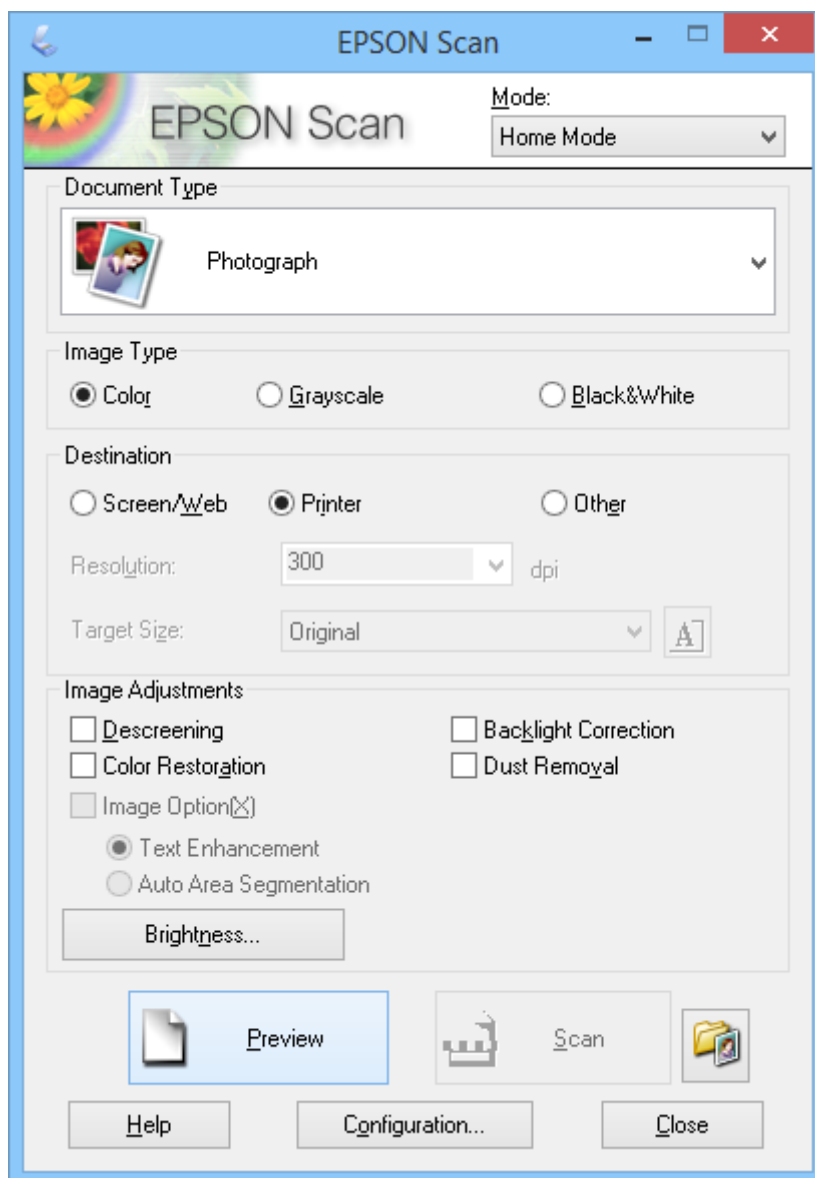 EPSON Scan
EPSON Scan
Mode:
Home Mode
Document Type
Photograph
Image Type
Color Grayscale Black&White
Destination
Screen/Web Printer Other
Resolution: 300 dpi
Target Size: Original A
Image Adjustments
Descreening Backlight Correction
Color Restoration Dust Removal
Image Option(X)
Text Enhancement
Auto Area Segmentation
Brightness...
Preview Scan
Help Configuration... Close